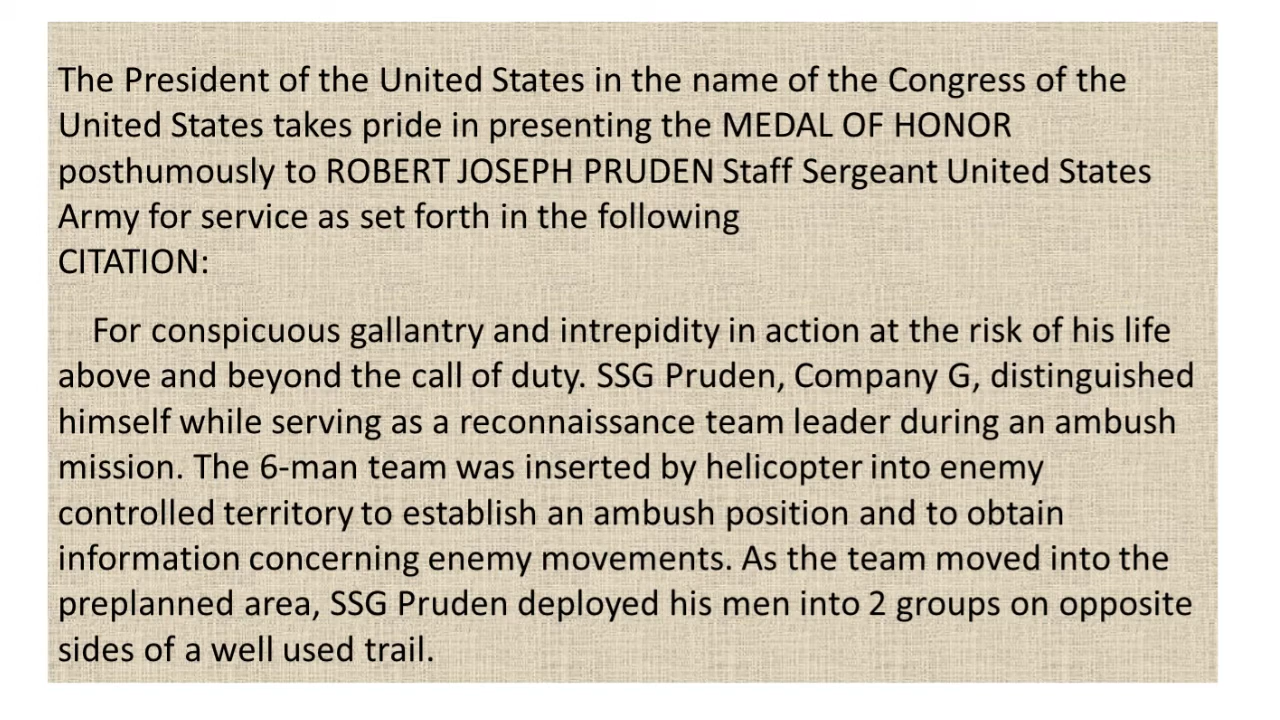 The President of the United States in the name of the Congress of the
United States takes pride in presenting the MEDAL OF HONOR
posthumously to ROBERT JOSEPH PRUDEN Staff Sergeant United States
Army for service as set forth in the following
CITATION:
For conspicuous gallantry and intrepidity in action at the risk of his life
above and beyond the call of duty. SSG Pruden, Company G, distinguished
himself while serving as a reconnaissance team leader during an ambush
mission. The 6-man team was inserted by helicopter into enemy
controlled territory to establish an ambush position and to obtain
information concerning enemy movements. As the team moved into the
preplanned area, SSG Pruden deployed his men into 2 groups on opposite
sides of a well used trail.